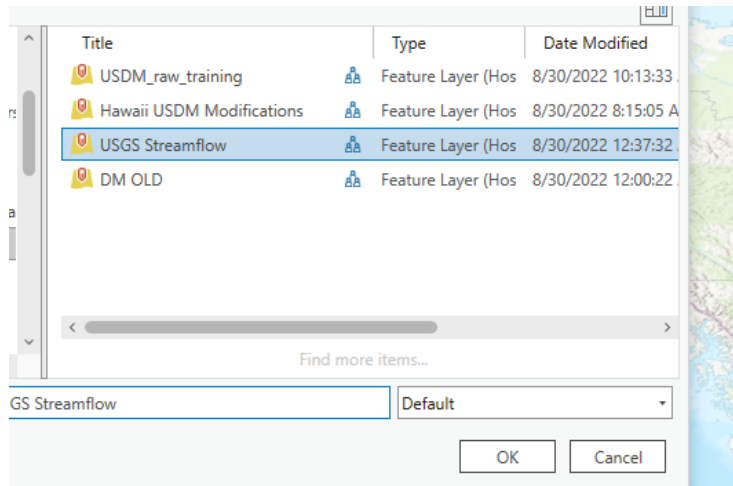 Title Type Date Modified
USDM_raw_training Feature Layer (Hos 8/30/2022 10:13:33
Hawaii USDM Modifications Feature Layer (Hos 8/30/2022 8:15:05 A
USGS Streamflow Feature Layer (Hos 8/30/2022 12:37:32
DM OLD Feature Layer (Hos 8/30/2022 12:00:22
Find more items...
GS Streamflow Default
OK Cancel